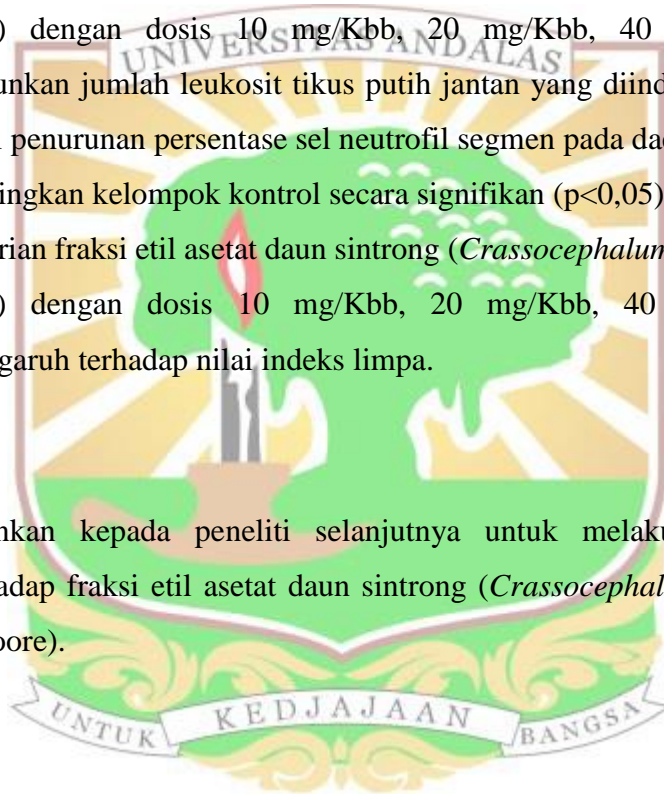 ) dengan dosis 10 mg/Kbb, 20 mg/Kbb, 40
UNIVERSITAS ANDALAS
unkan jumlah leukosit tikus putih jantan yang diind
penurunan persentase sel neutrofil segmen pada da
ingkan kelompok kontrol secara signifikan (p<0,05)
rian fraksi etil asetat daun sintrong (Crassocephalum
) dengan dosis 10 mg/Kbb, 20 mg/Kbb, 40
garuh terhadap nilai indeks limpa.
nkan kepada peneliti selanjutnya untuk melaku
adap fraksi etil asetat daun sintrong (Crassocephal
oore).
UNTUK KEDJAJAAN BANGSA